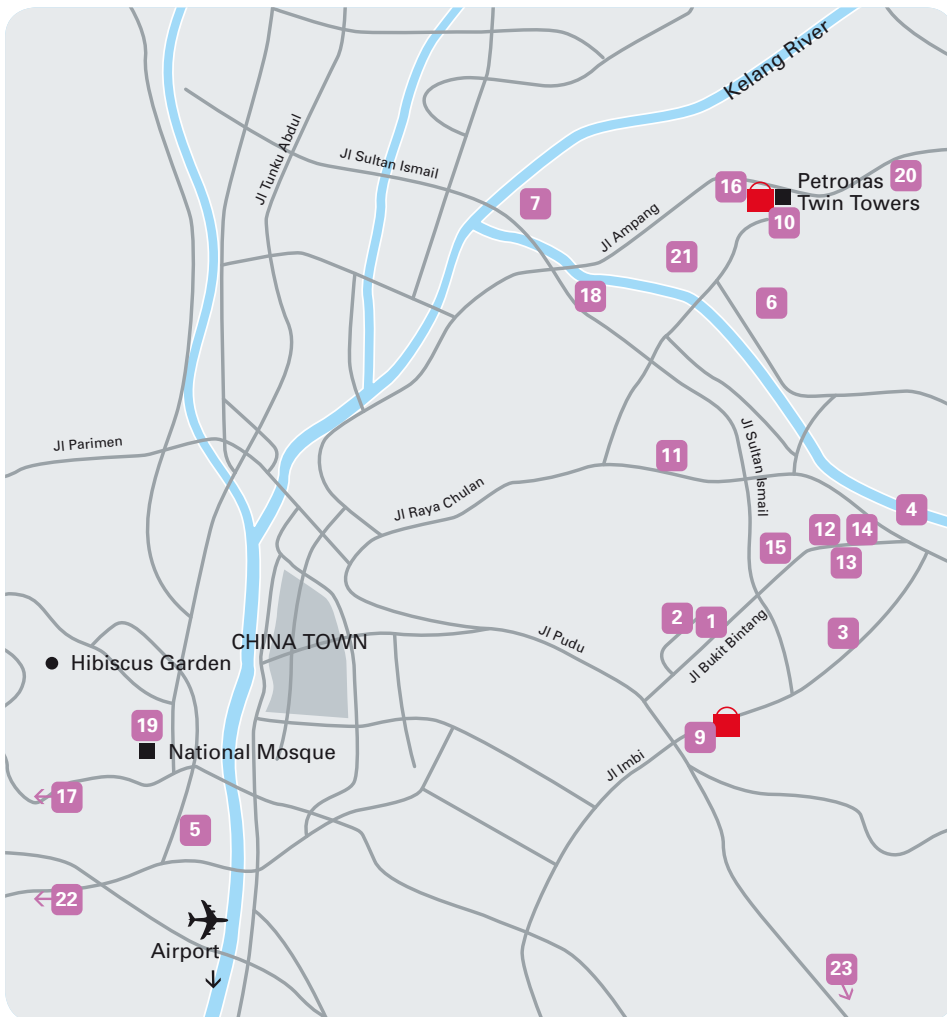 Kelang River
Jl Tunku Abdul
Jl Sultan Ismail
7
Jl Ampang
16
Petronas
Twin Towers
20
10
21
18
6
Jl Parimen
11
Jl Sultan Ismail
Jl Raya Chulan
4
12
14
15
13
2
1
3
CHINA TOWN
Jl Pudu
Jl Bukit Bintang
Hibiscus Garden
19
National Mosque
9
Jl Imbi
17
5
22
Airport
23